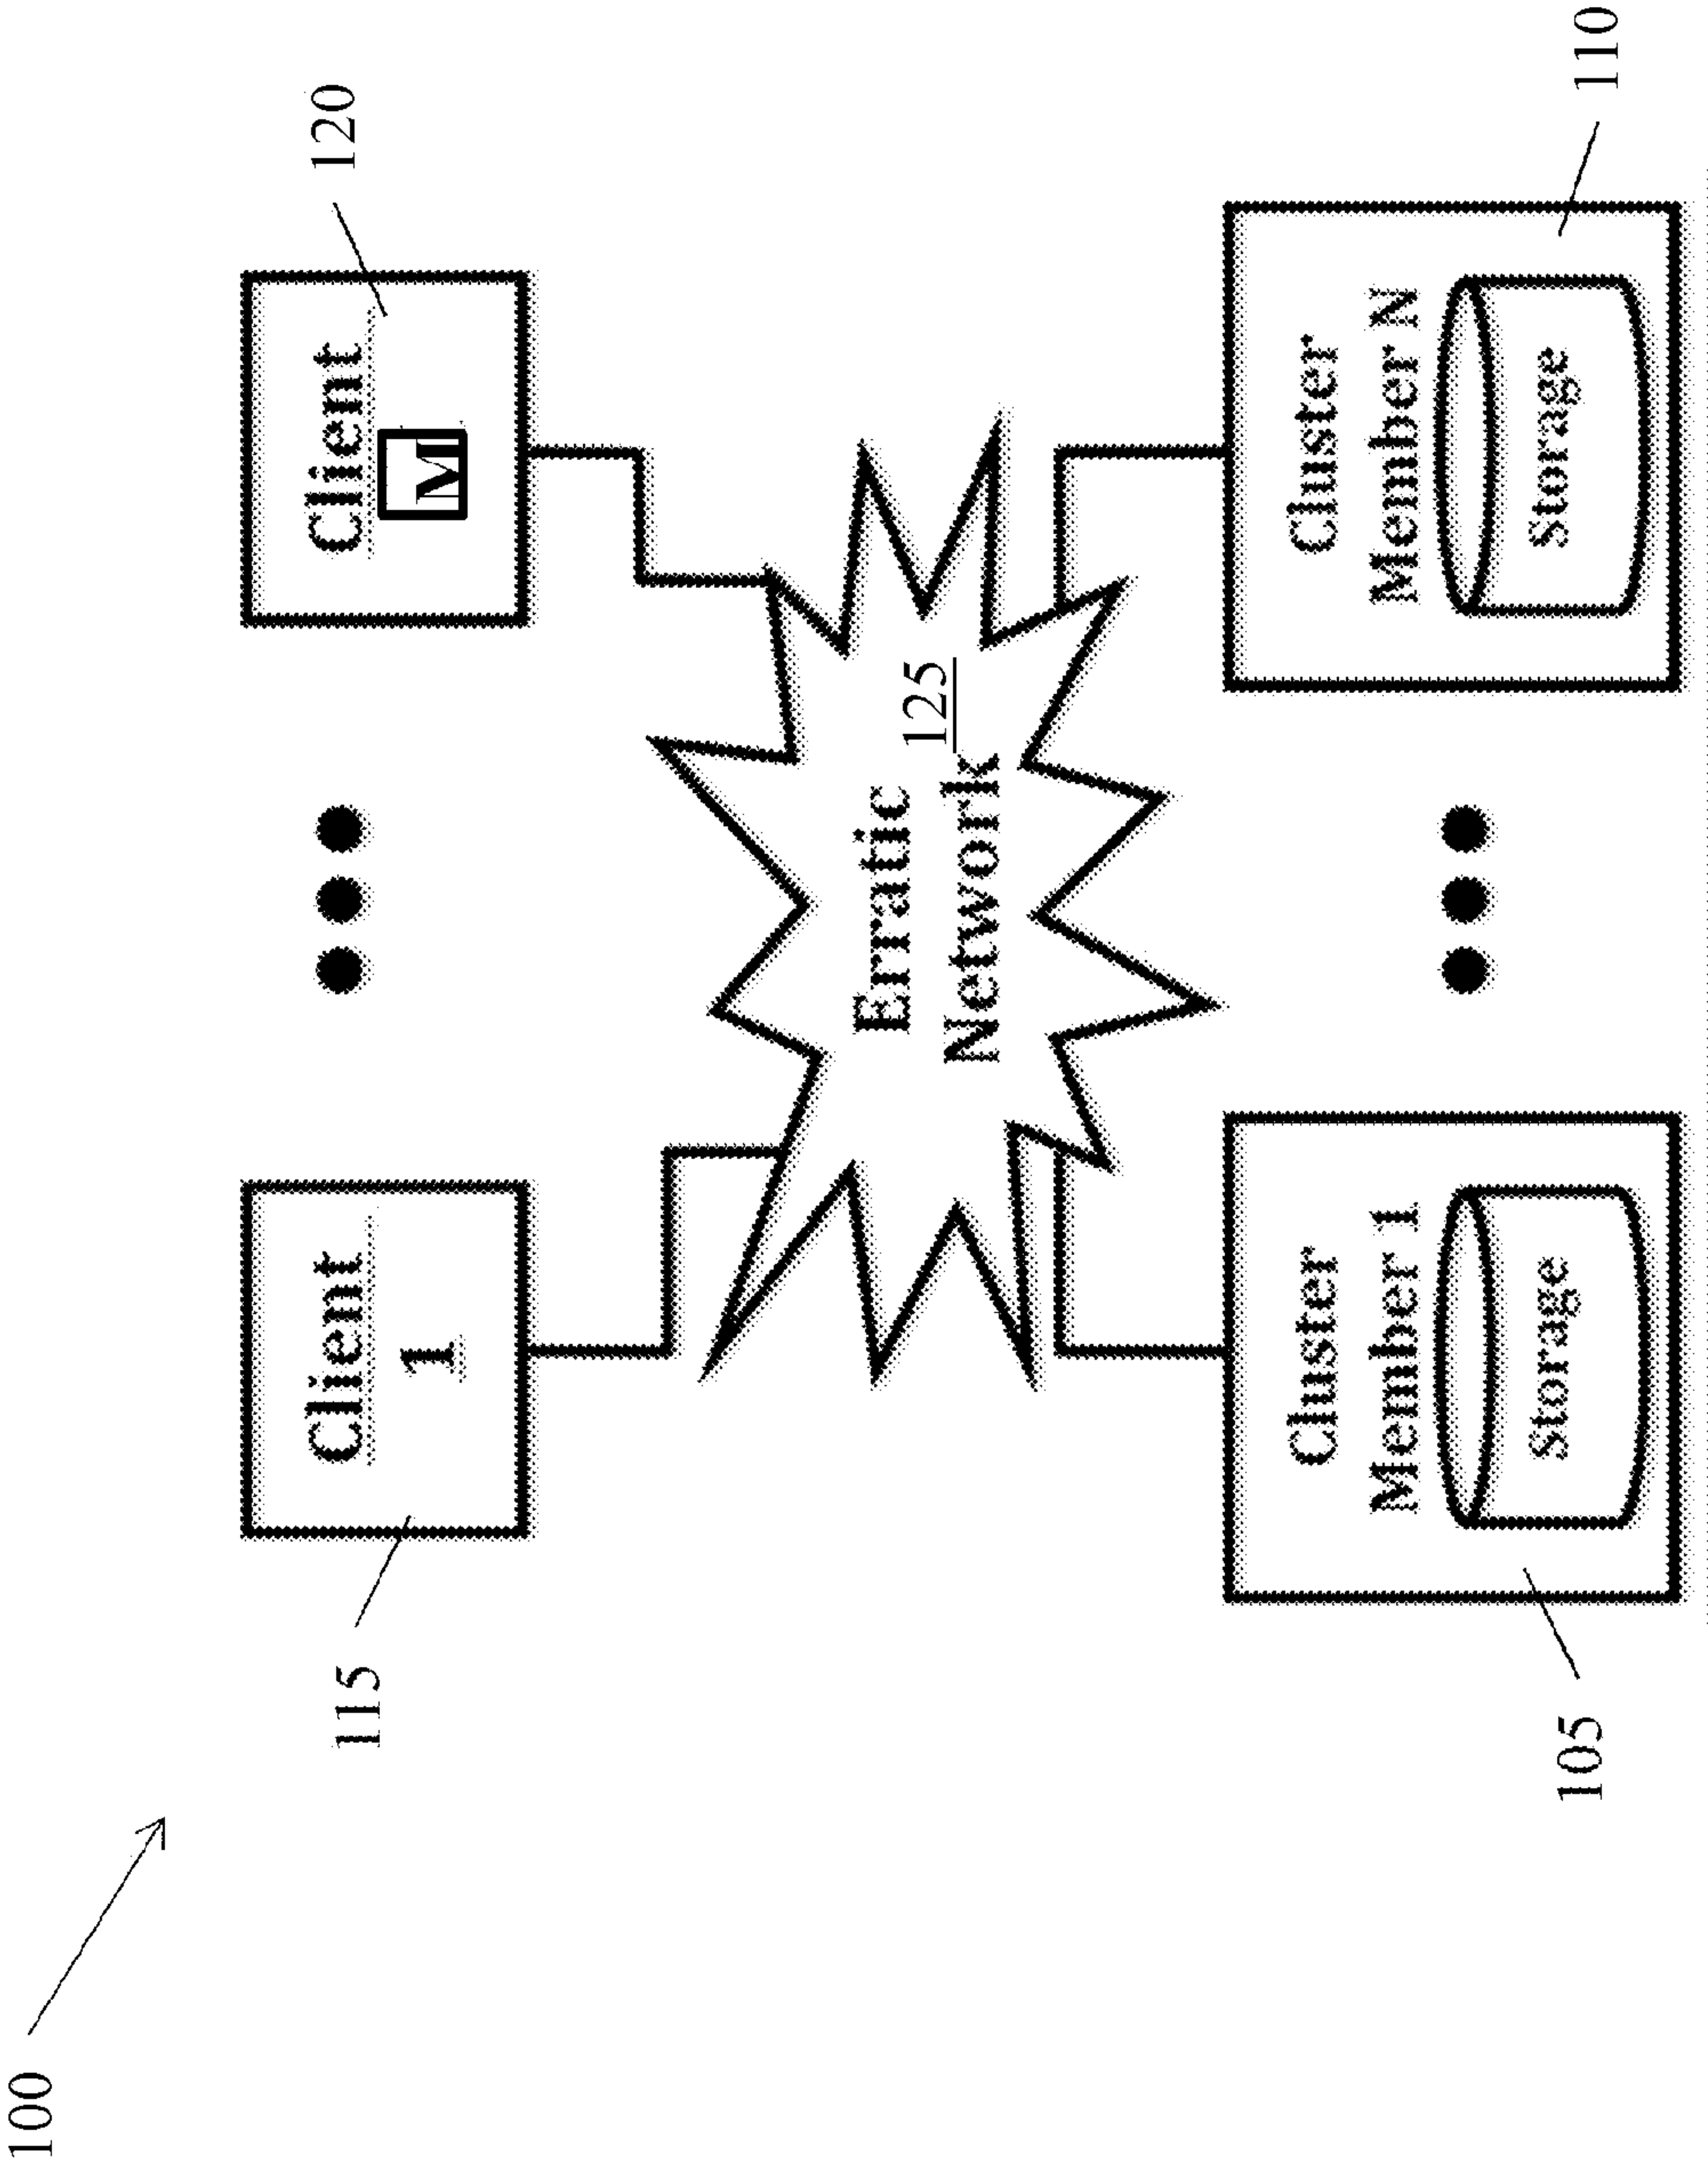 100
115
Client
1
Client
M
120
Erratic
Network
125
Cluster
Member 1
Storage
105
Cluster
Member N
Storage
110